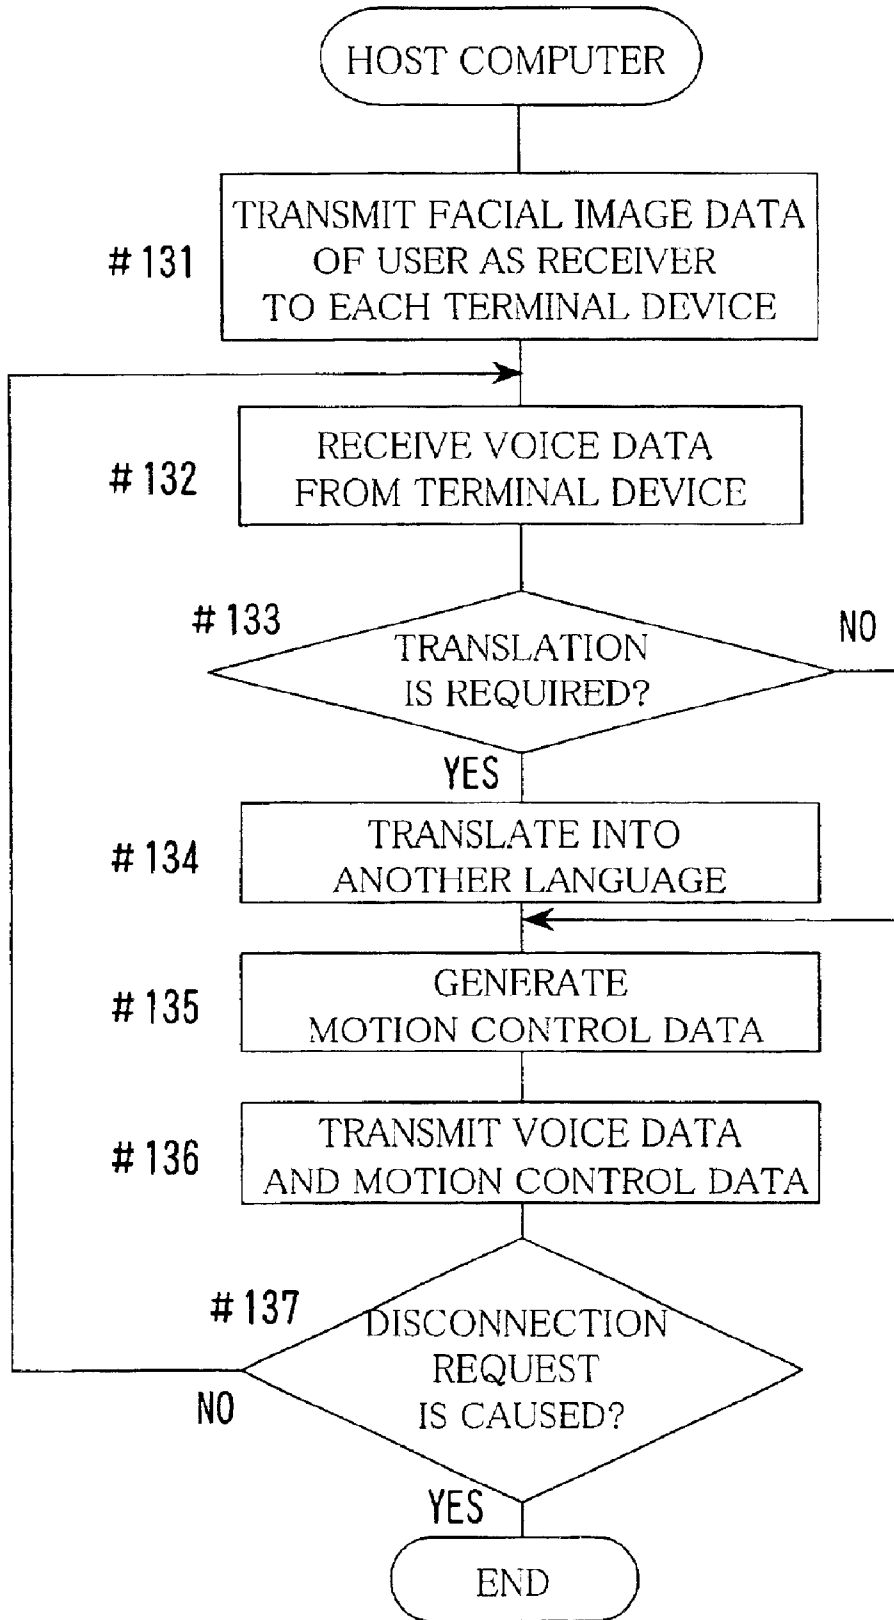 HOST COMPUTER
TRANSMIT FACIAL IMAGE DATA
OF USER AS RECEIVER
TO EACH TERMINAL DEVICE
#131
RECEIVE VOICE DATA
FROM TERMINAL DEVICE
#132
#133
TRANSLATION
IS REQUIRED?
NO
YES
TRANSLATE INTO
ANOTHER LANGUAGE
#134
GENERATE
MOTION CONTROL DATA
#135
TRANSMIT VOICE DATA
AND MOTION CONTROL DATA
#136
#137
DISCONNECTION
REQUEST
IS CAUSED?
NO
YES
END